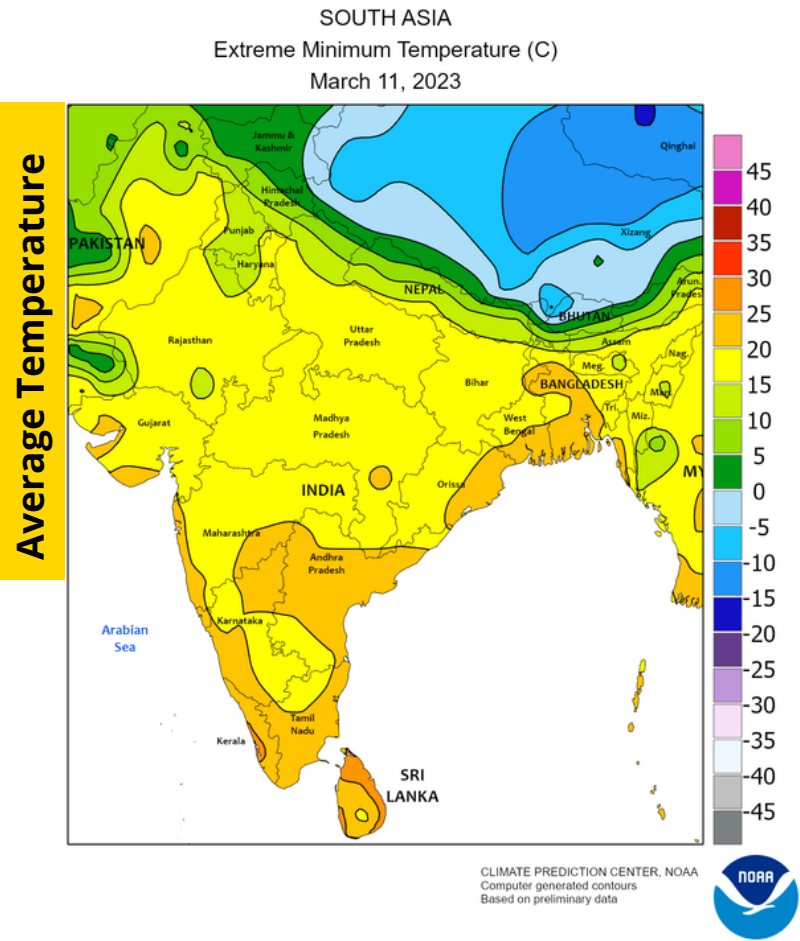 SOUTH ASIA
Extreme Minimum Temperature (C)
March 11, 2023
Average Temperature
Jammu &
Kashmir
Qinghai
Himachal
Pradesh
Punjab
Xizang
PAKISTAN
Haryana
NEPAL
Arun.
Prades
BHUTAN
Rajasthan
Uttar
Pradesh
Assam
Nag.
Meg.
Bihar
BANGLADESH
Man.
Tri.
Miz.
Gujarat
Madhya
Pradesh
West
Bengal
MY
INDIA
Orissa
Maharashtra
Andhra
Pradesh
Karnataka
Arabian
Sea
Tamil
Nadu
Kerala
SRI
LANKA
45
40
35
30
25
20
15
10
5
0
-5
-10
-15
-20
-25
-30
-35
-40
-45
CLIMATE PREDICTION CENTER, NOAA
Computer generated contours
Based on preliminary data
NOAA